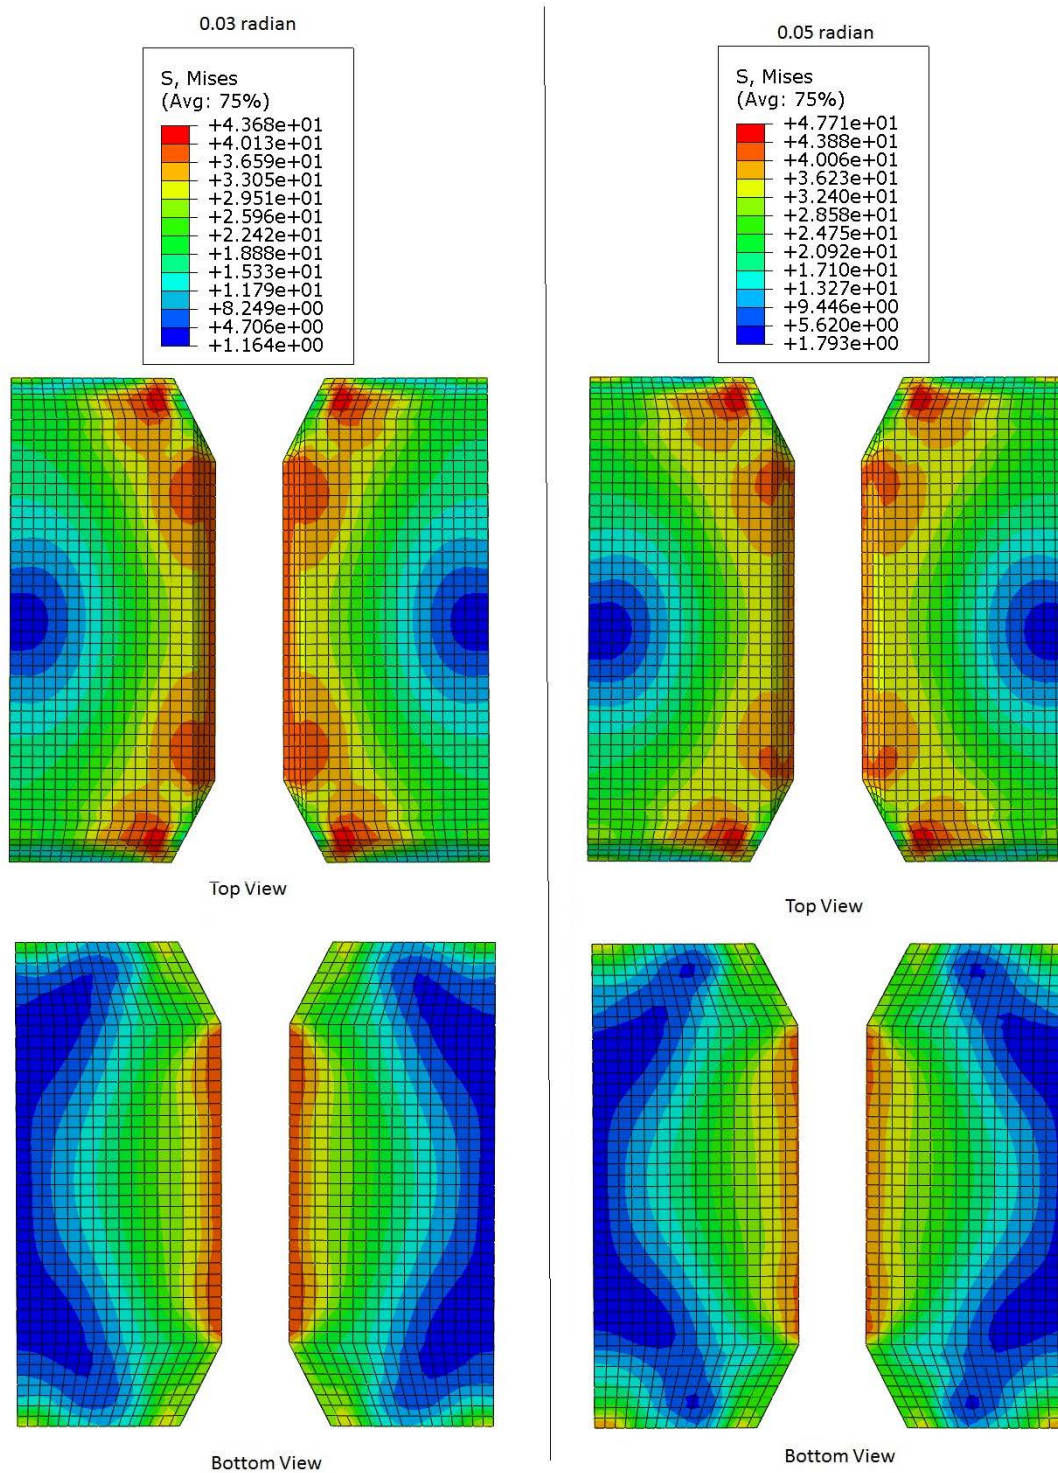 0.03 radian
S, Mises
(Avg: 75%)
+4.368e+01
+4.013e+01
+3.659e+01
+3.305e+01
+2.951e+01
+2.596e+01
+2.242e+01
+1.888e+01
+1.533e+01
+1.179e+01
+8.249e+00
+4.706e+00
+1.164e+00
Top View
Bottom View
0.05 radian
S, Mises
(Avg: 75%)
+4.771e+01
+4.388e+01
+4.006e+01
+3.623e+01
+3.240e+01
+2.858e+01
+2.475e+01
+2.092e+01
+1.710e+01
+1.327e+01
+9.446e+00
+5.620e+00
+1.793e+00
Top View
Bottom View